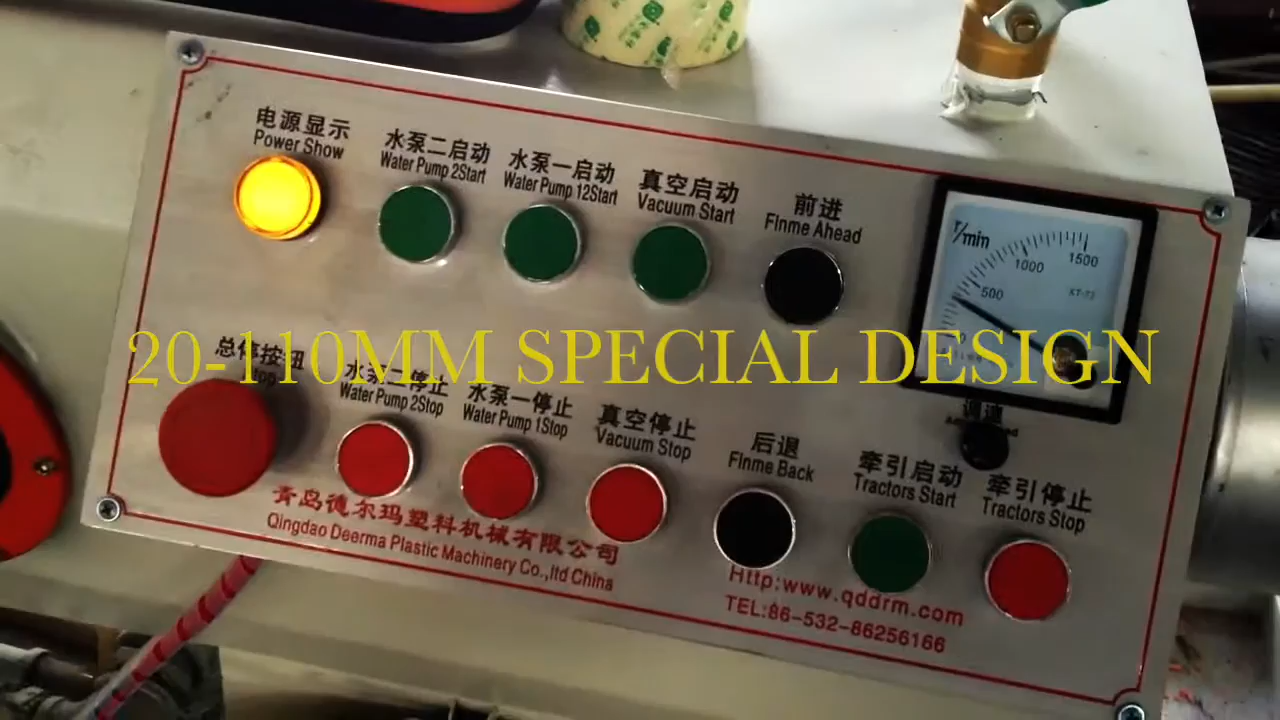 电源显示
Power Show
水泵二启动
Water Pump 2Start
水泵一启动
Water Pump 12Start
真空启动
Vacuum Start
前进
Finme Ahead
r/min
500
1000
1500
XT-72
20-110MM SPECIAL DESIGN
总停按钮
水泵二停止
Water Pump 2Stop
水泵一停止
Water Pump 1Stop
真空停止
Vacuum Stop
后退
Finme Back
调速
牵引启动
Tractors Start
牵引停止
Tractors Stop
青岛德尔玛塑料机械有限公司
Qingdao Deerma Plastic Machinery Co.,ltd China
Http:www.qddrm.com
TEL:86-532-86256166